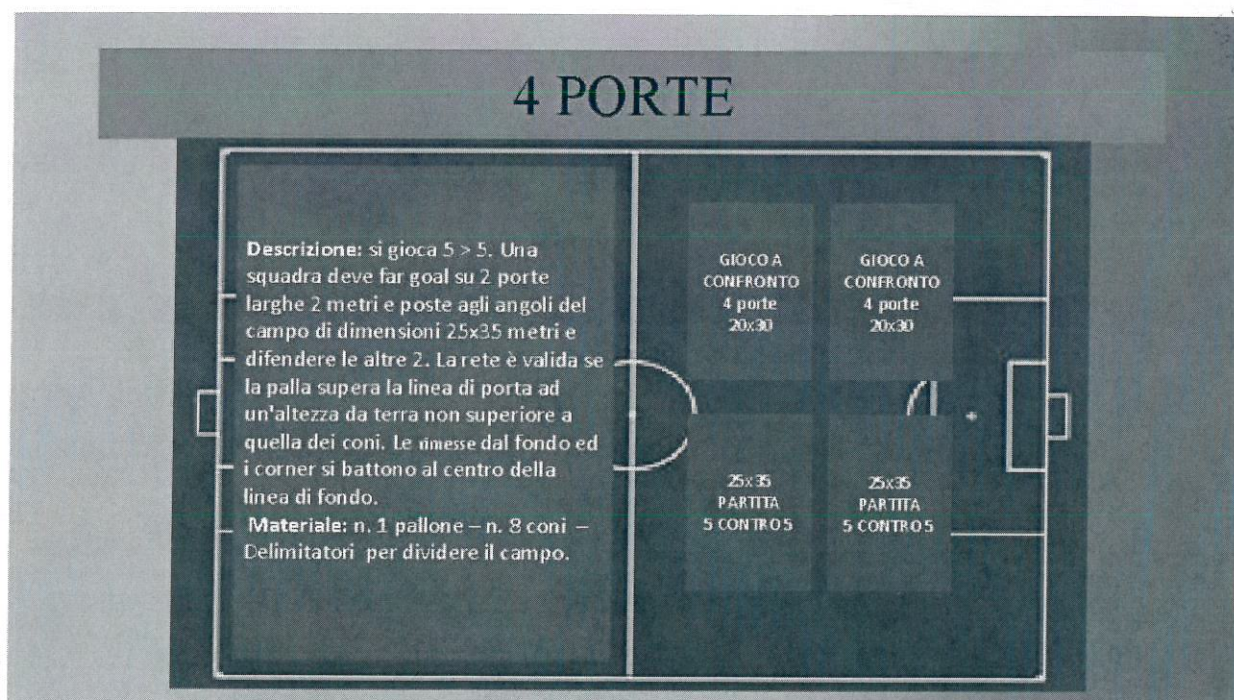 4 PORTE
Descrizione: si gioca 5 > 5. Una
squadra deve far goal su 2 porte
larghe 2 metri e poste agli angoli del
campo di dimensioni 25x35 metri e
difendere le altre 2. La rete è valida se
la palla supera la linea di porta ad
un'altezza da terra non superiore a
quella dei coni. Le rimesse dal fondo ed
i corner si battono al centro della
linea di fondo.
Materiale: n. 1 pallone – n. 8 coni –
Delimitatori per dividere il campo.
GIOCO A
CONFRONTO
4 porte
20x30
GIOCO A
CONFRONTO
4 porte
20x30
25x35
PARTITA
5 CONTRO 5
25x35
PARTITA
5 CONTRO 5